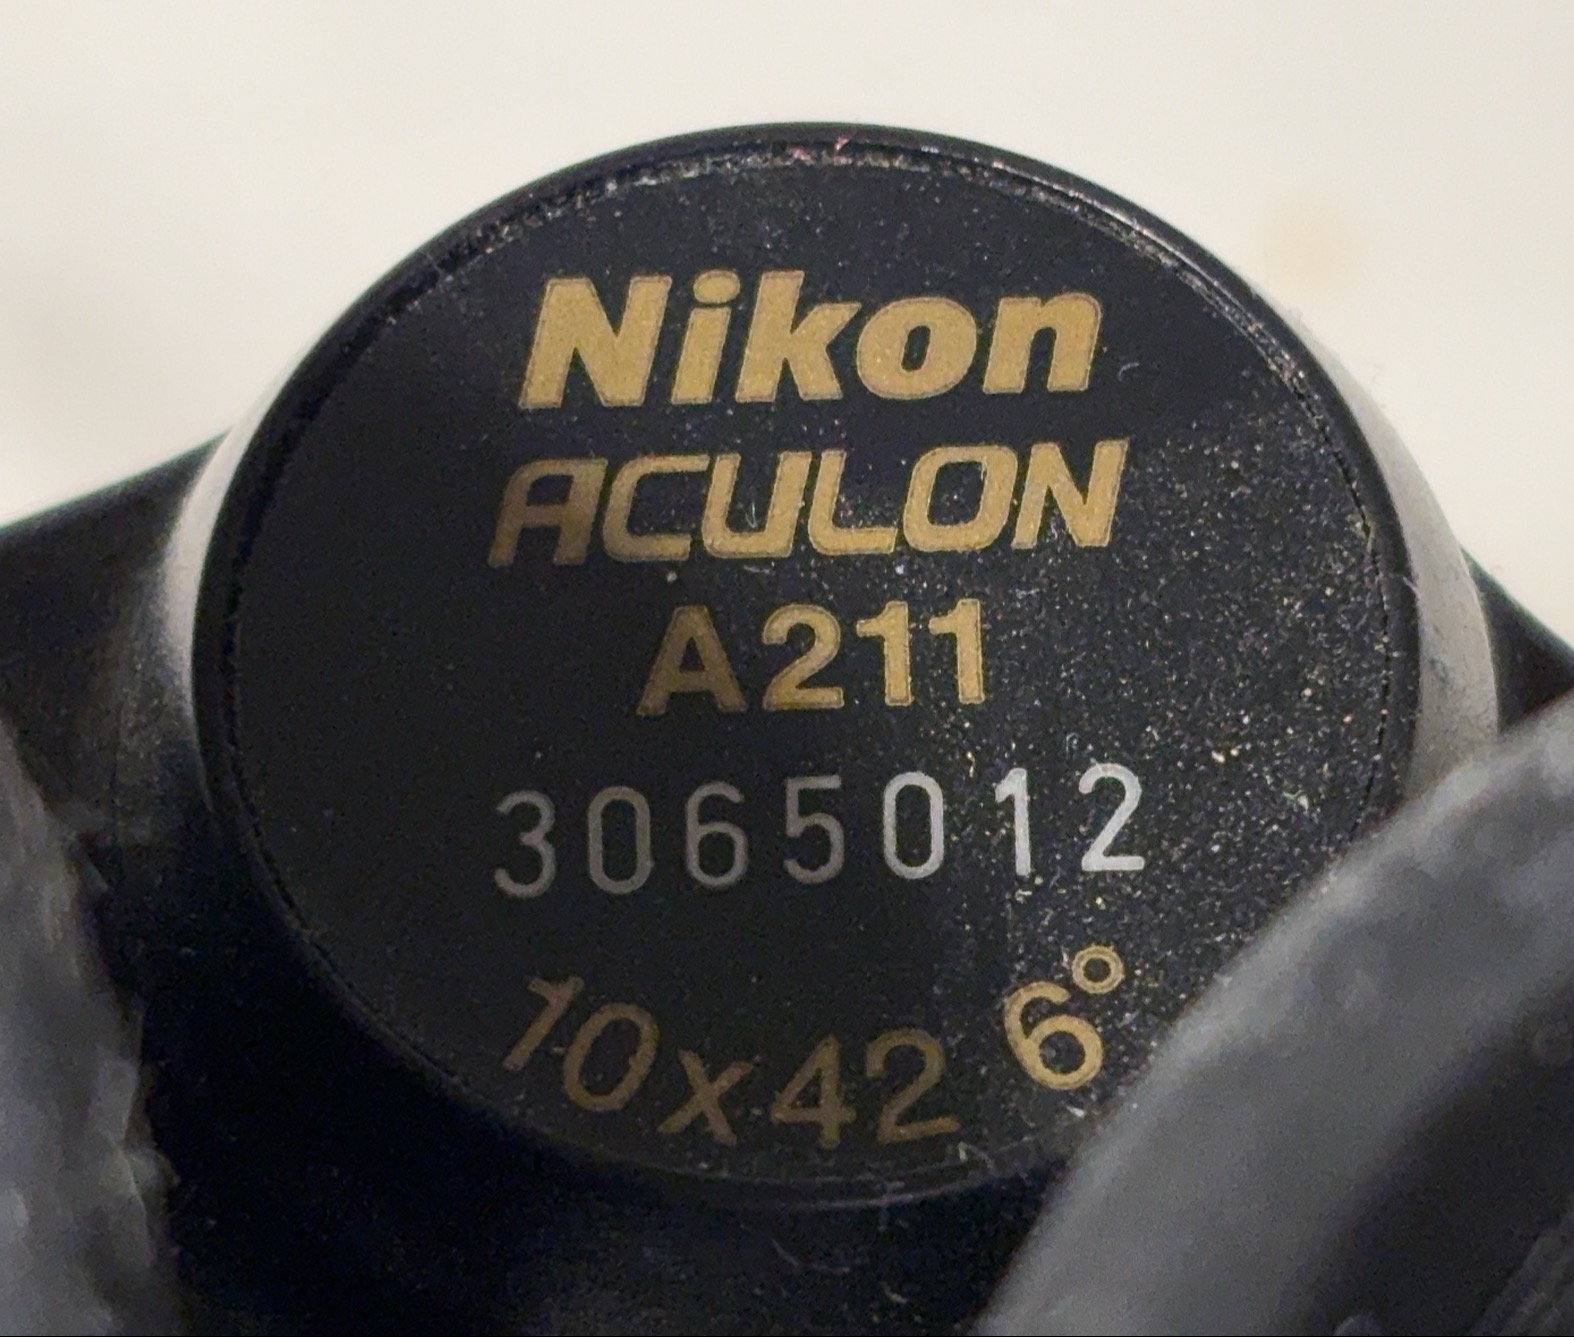 Nikon
ACULON
A211
3065012
10x42 6°